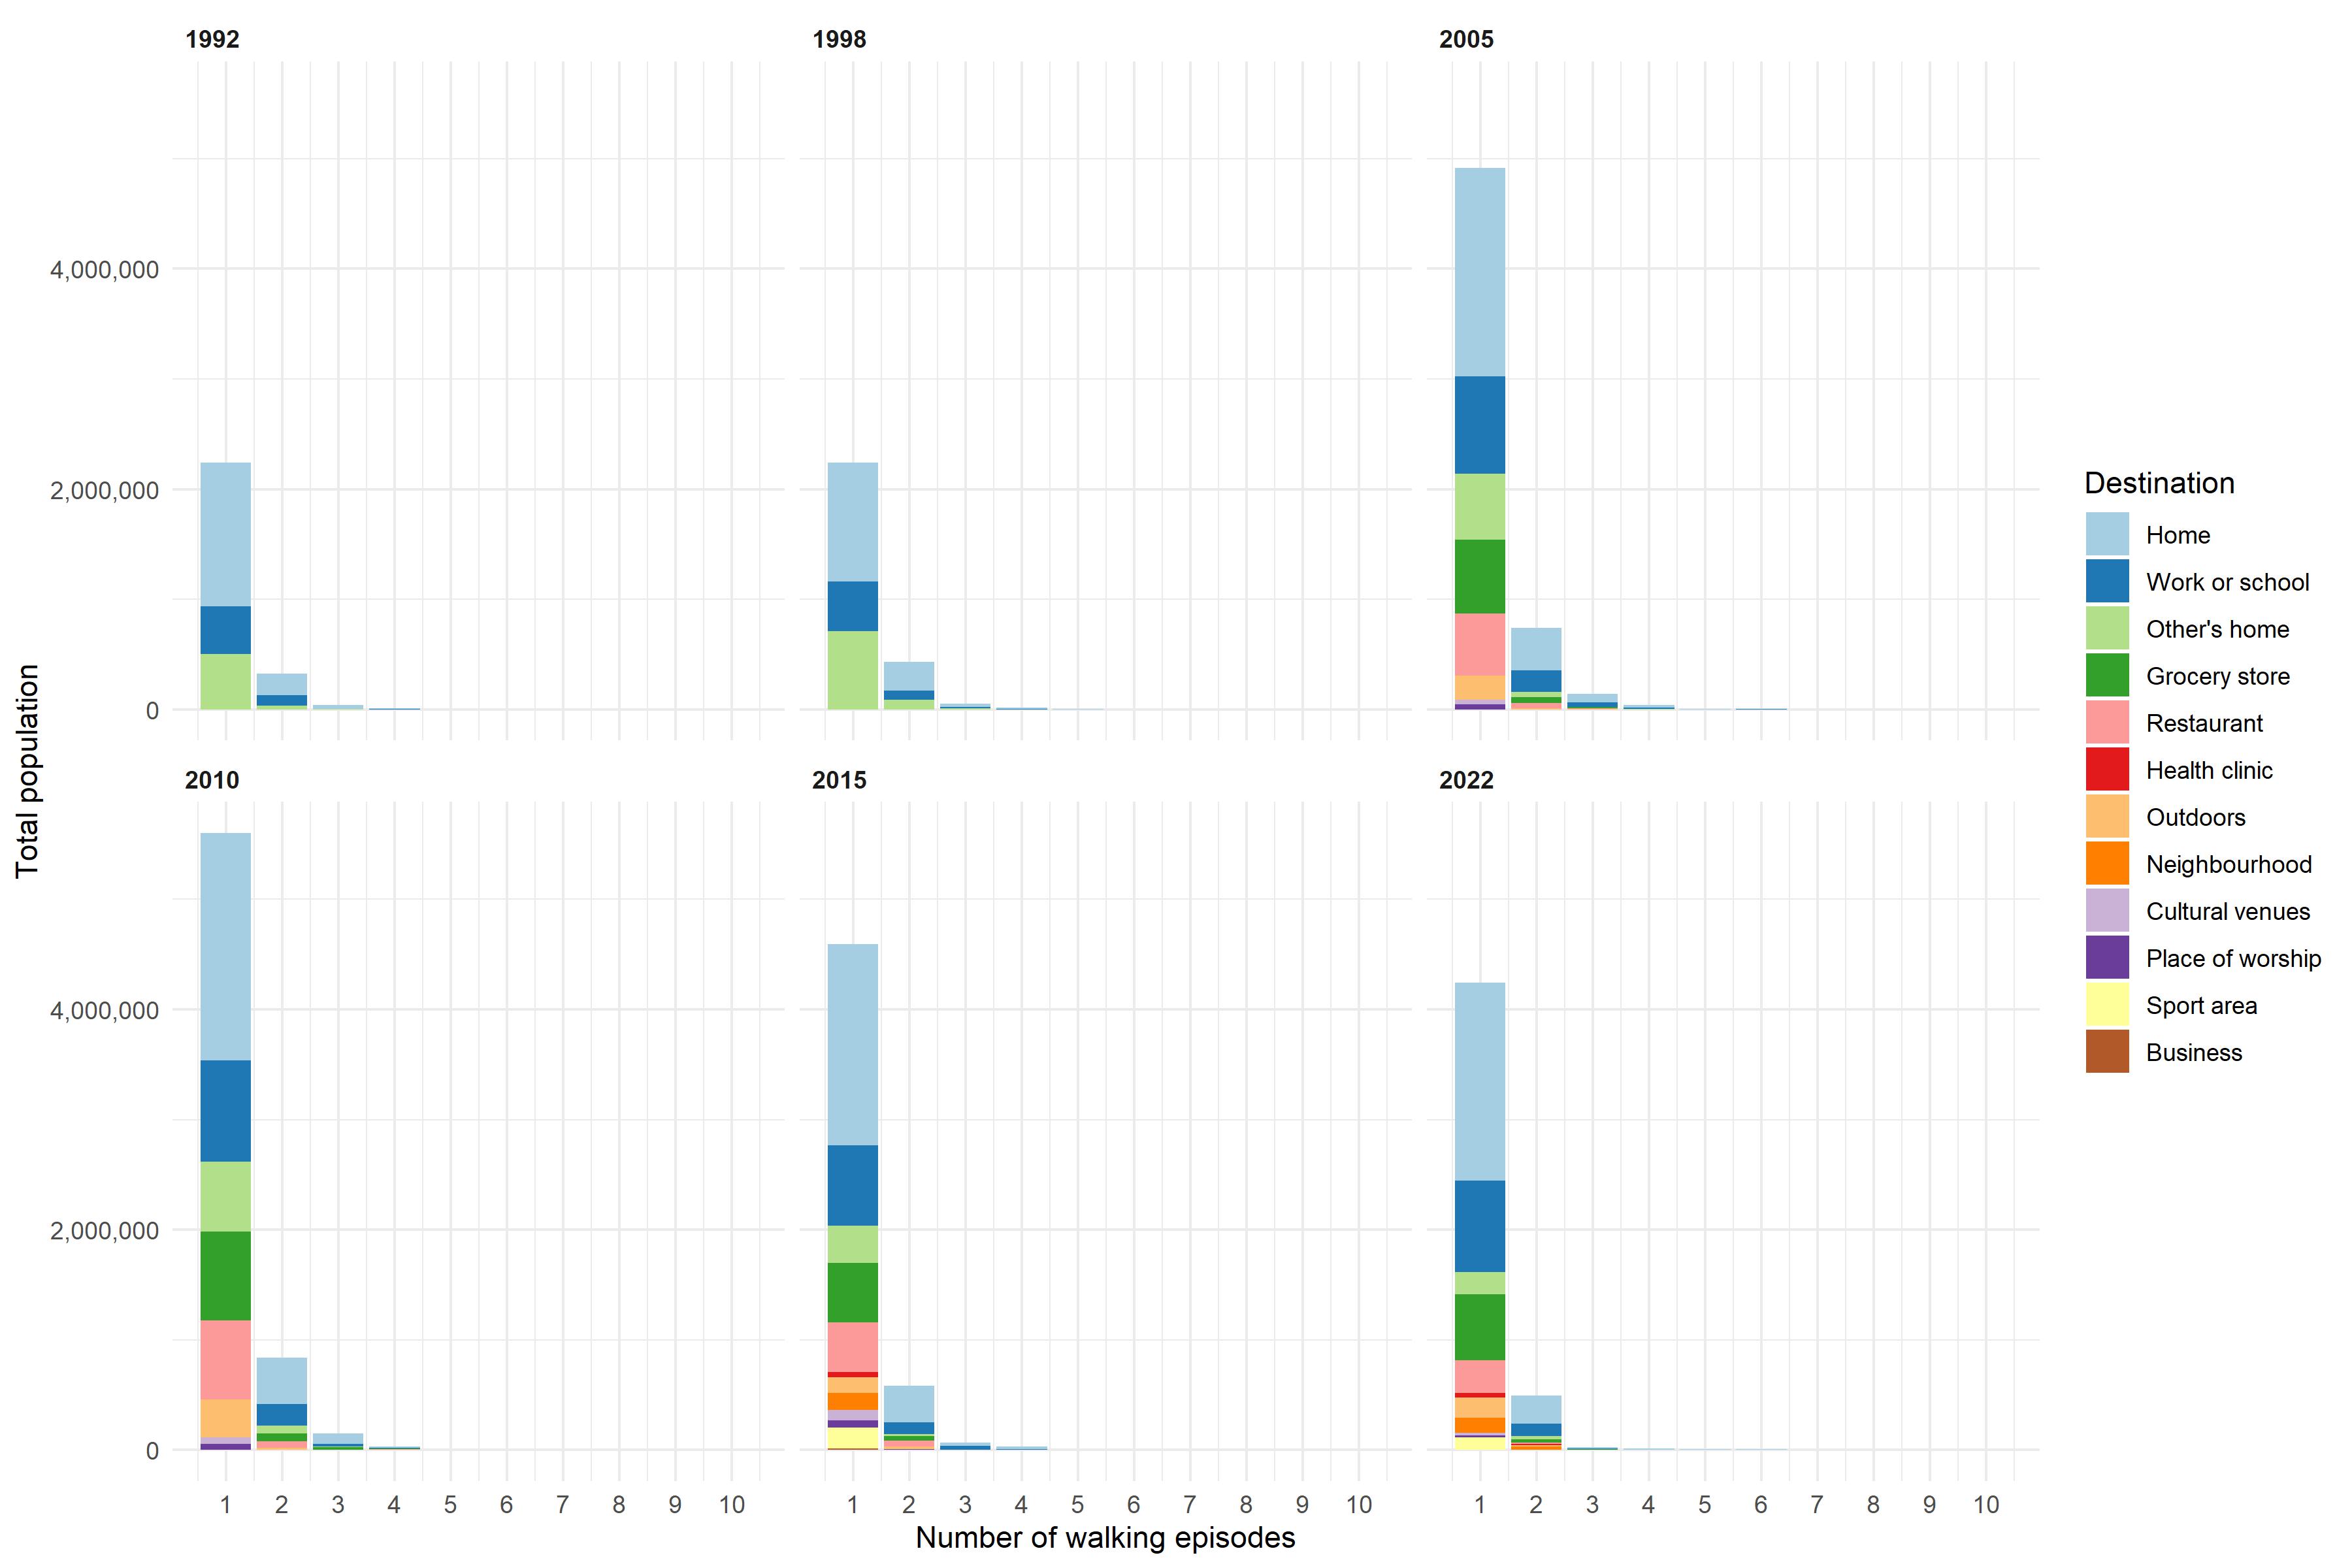 1992
1998
2005
4,000,000
2,000,000
0
2010
2015
2022
4,000,000
2,000,000
0
1 2 3 4 5 6 7 8 9 10
1 2 3 4 5 6 7 8 9 10
1 2 3 4 5 6 7 8 9 10
Number of walking episodes
Total population
Destination
Home
Work or school
Other's home
Grocery store
Restaurant
Health clinic
Outdoors
Neighbourhood
Cultural venues
Place of worship
Sport area
Business